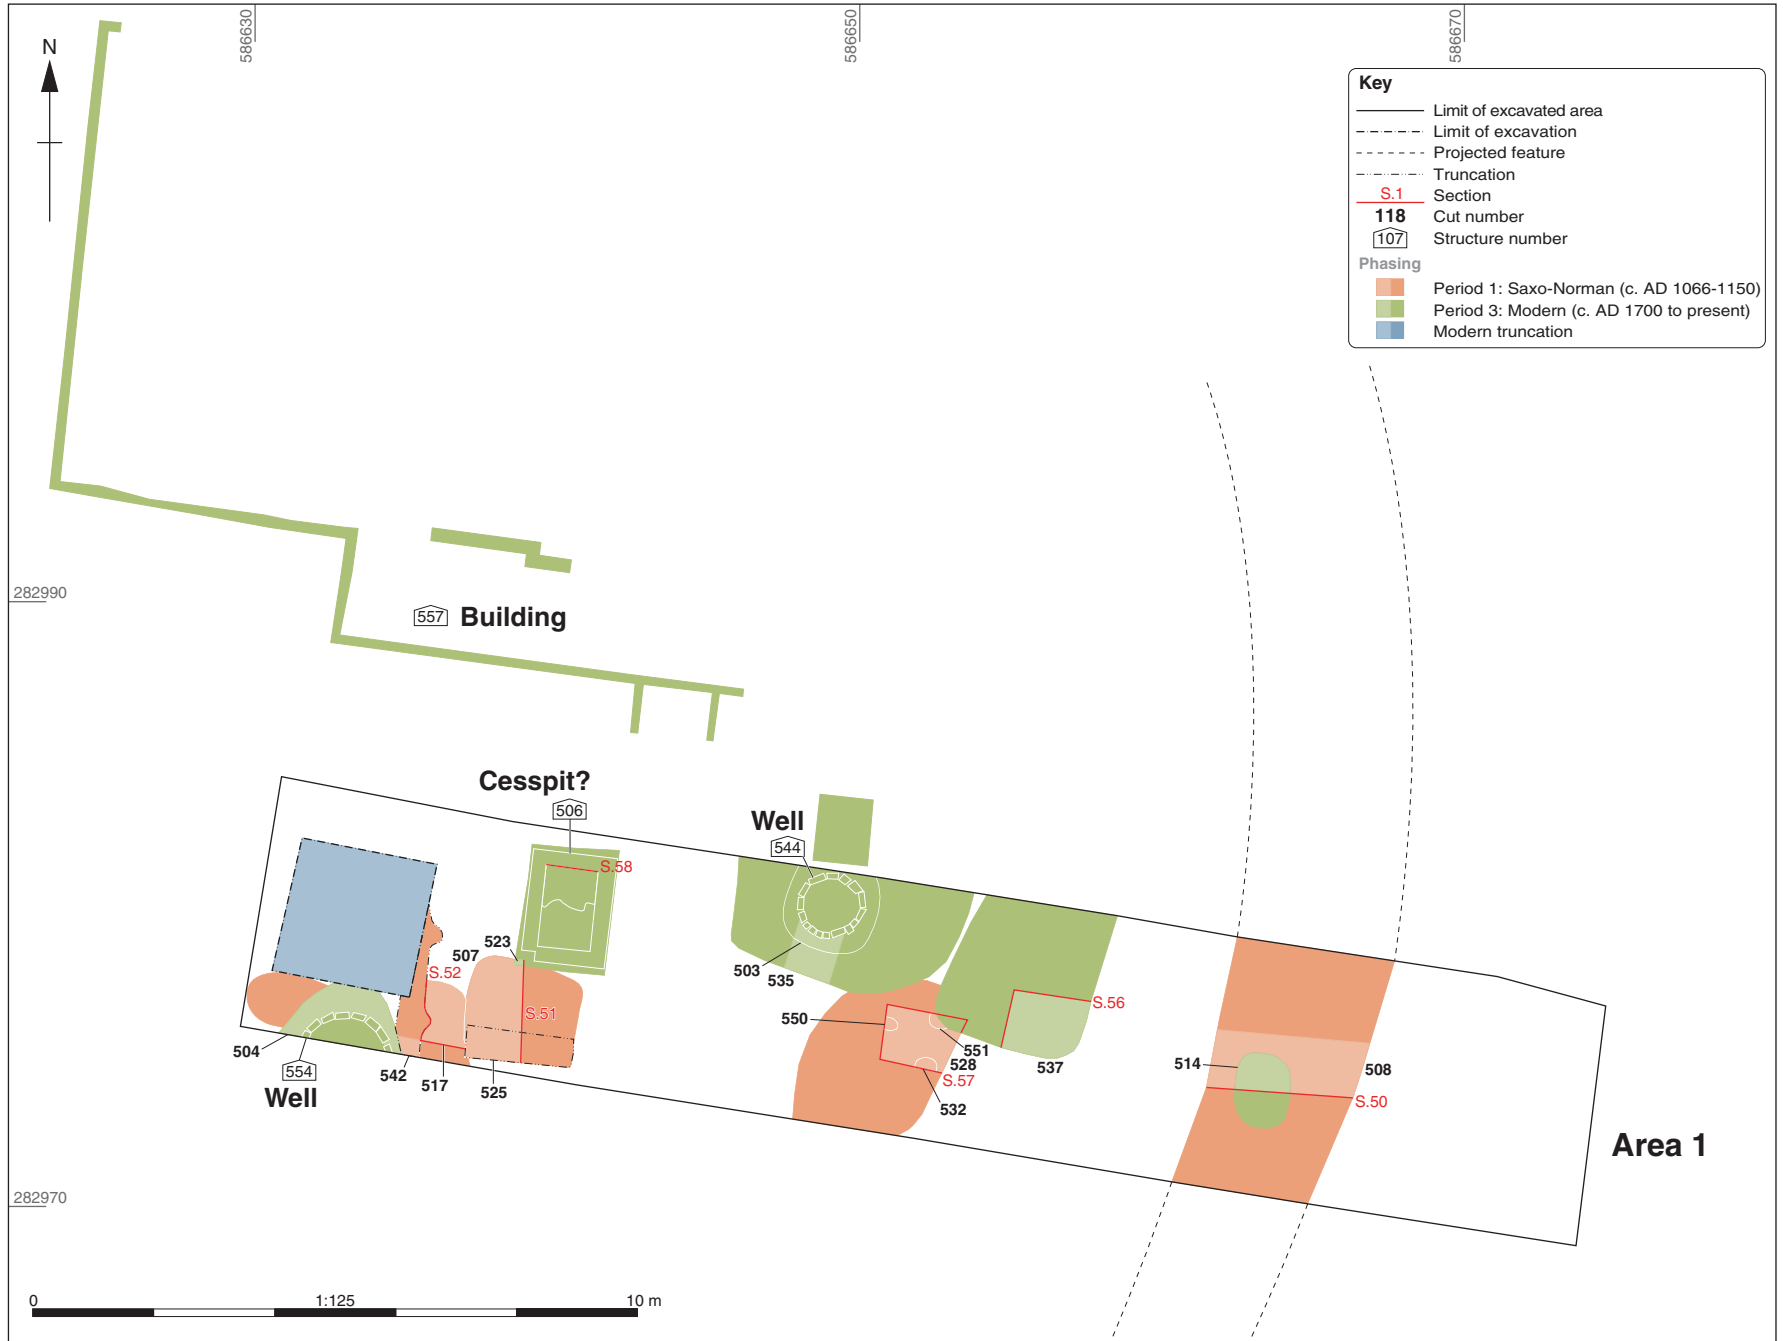 586630
586650
586670
N
Key
Limit of excavated area
Limit of excavation
Projected feature
Truncation
S.1 Section
118 Cut number
107 Structure number
Phasing
Period 1: Saxo-Norman (c. AD 1066-1150)
Period 3: Modern (c. AD 1700 to present)
Modern truncation
282990
557 Building
Cesspit?
506
Well
544
S.58
523
507
S.52
503
535
S.56
S.51
550
551
504
528
537
514
508
554
542
517
S.57
525
532
S.50
Well
Area 1
282970
0 1:125 10 m